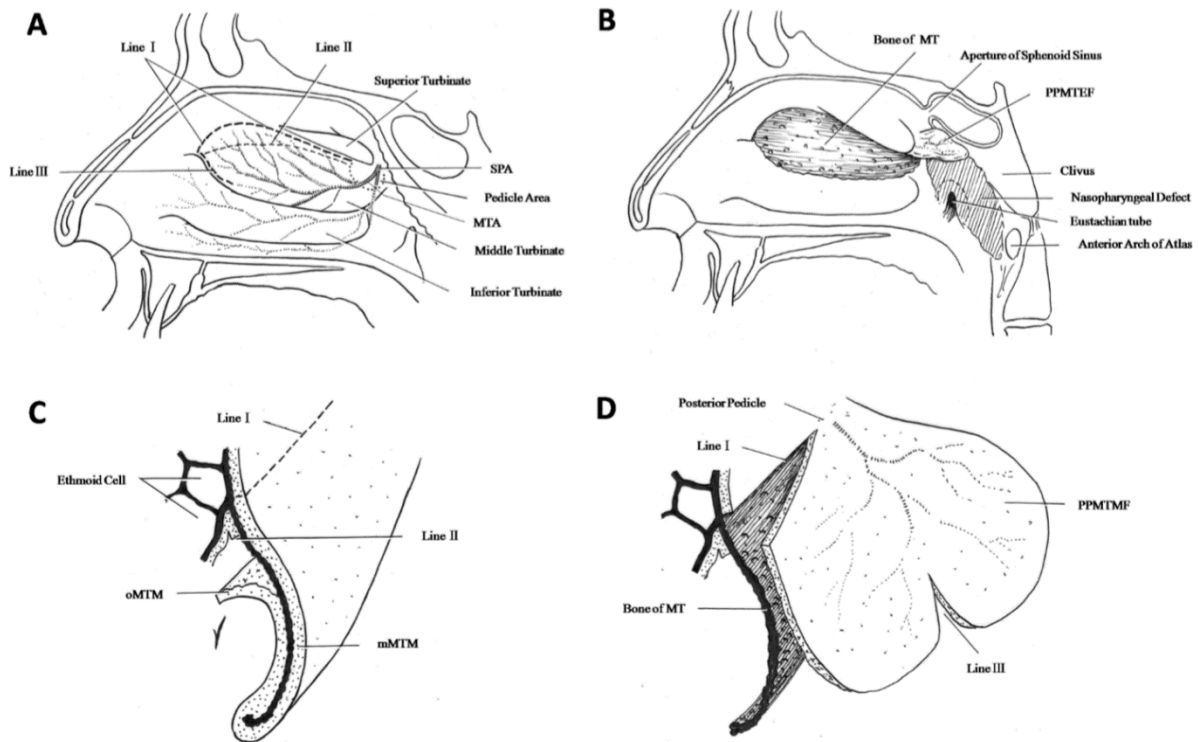 A
Line Ⅰ
Line Ⅱ
Superior Turbinate
Line Ⅲ
SPA
Pedicle Area
MTA
Middle Turbinate
Inferior Turbinate
B
Bone of MT
Aperture of Sphenoid Sinus
PPMTEF
Clivus
Nasopharyngeal Defect
Eustachian tube
Anterior Arch of Atlas
C
Line Ⅰ
Ethmoid Cell
Line Ⅱ
oMTM
mMTM
D
Posterior Pedicle
Line Ⅰ
PPMTMF
Bone of MT
Line Ⅲ